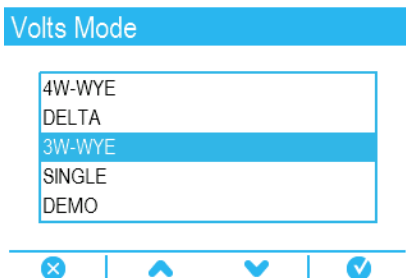 Volts Mode
4W-WYE
DELTA
3W-WYE
SINGLE
DEMO